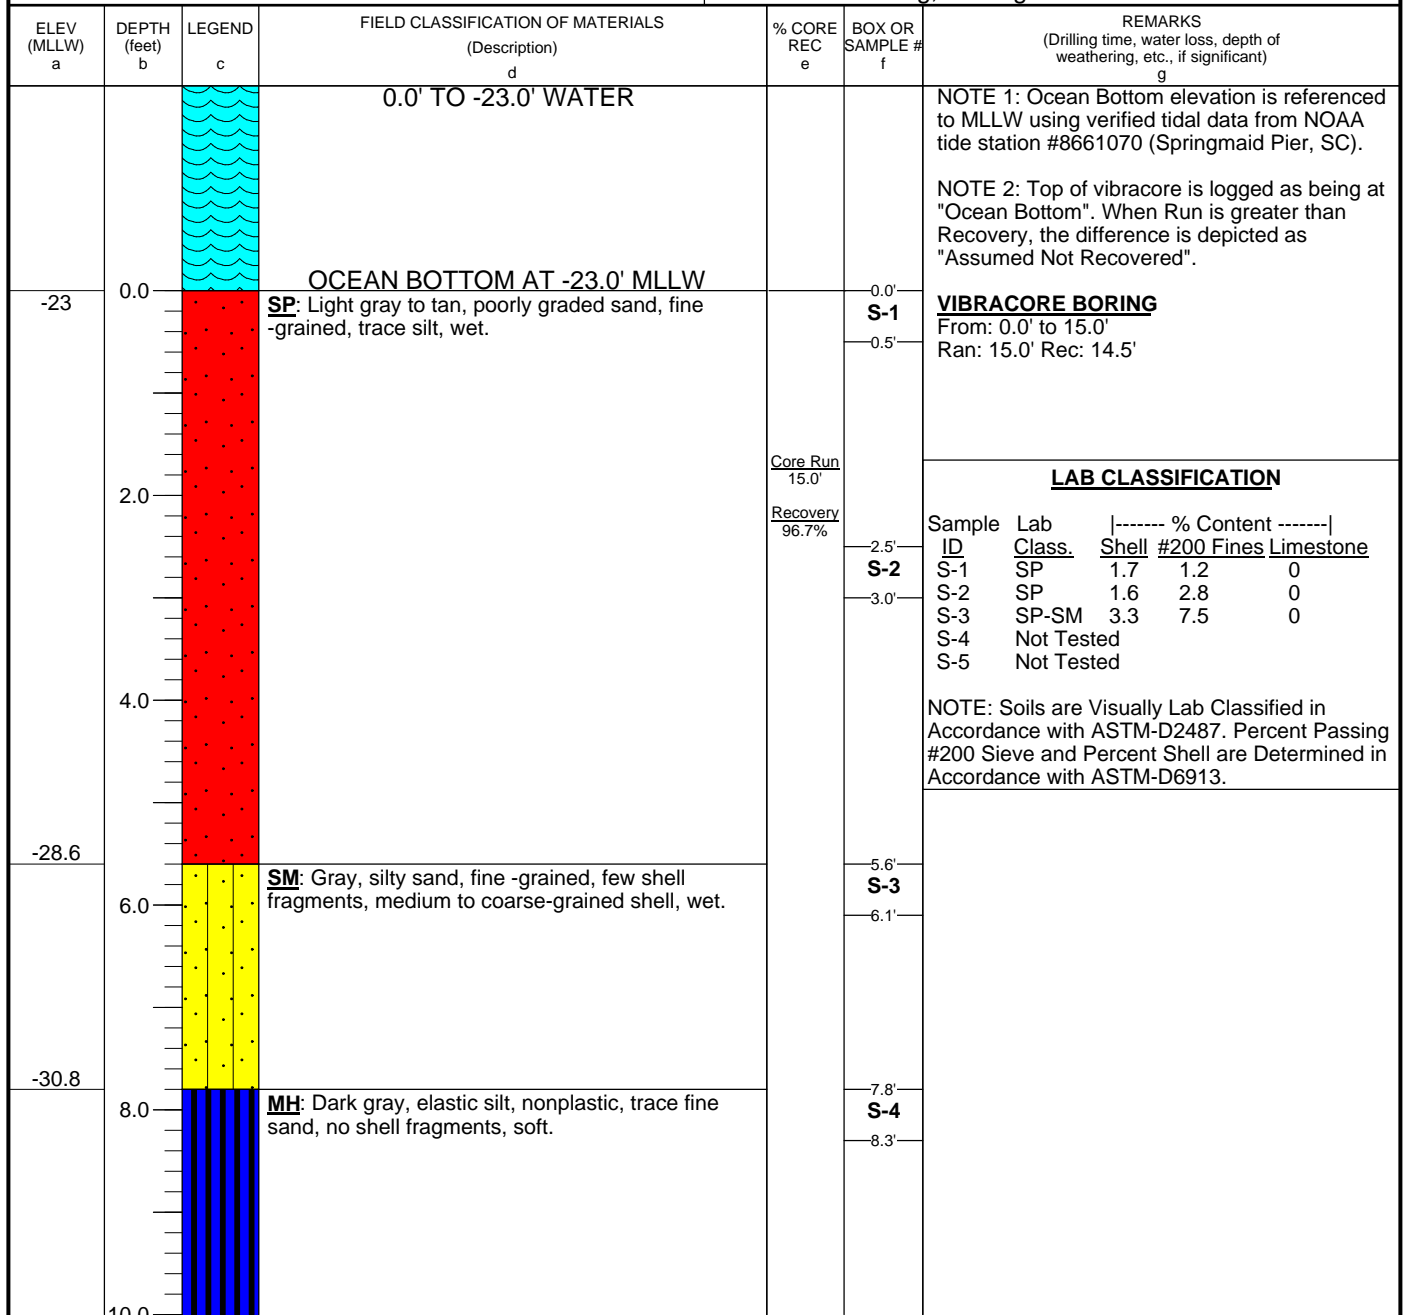 ELEV
(MLLW)
a
DEPTH
(feet)
b
LEGEND
c
FIELD CLASSIFICATION OF MATERIALS
(Description)
d
% CORE
REC
e
BOX OR
SAMPLE #
f
REMARKS
(Drilling time, water loss, depth of
weathering, etc., if significant)
g
0.0' TO -23.0' WATER
OCEAN BOTTOM AT -23.0' MLLW
-23
0.0
SP: Light gray to tan, poorly graded sand, fine
-grained, trace silt, wet.
2.0
4.0
-28.6
SM: Gray, silty sand, fine -grained, few shell
fragments, medium to coarse-grained shell, wet.
6.0
-30.8
MH: Dark gray, elastic silt, nonplastic, trace fine
sand, no shell fragments, soft.
8.0
10.0
Core Run
15.0'
Recovery
96.7%
0.0'
S-1
0.5'
2.5'
S-2
3.0'
5.6'
S-3
6.1'
7.8'
S-4
8.3'
NOTE 1: Ocean Bottom elevation is referenced
to MLLW using verified tidal data from NOAA
tide station #8661070 (Springmaid Pier, SC).
NOTE 2: Top of vibracore is logged as being at
"Ocean Bottom". When Run is greater than
Recovery, the difference is depicted as
"Assumed Not Recovered".
VIBRACORE BORING
From: 0.0' to 15.0'
Ran: 15.0' Rec: 14.5'
LAB CLASSIFICATION
Sample Lab |------- % Content -------|
ID Class. Shell #200 Fines Limestone
S-1 SP 1.7 1.2 0
S-2 SP 1.6 2.8 0
S-3 SP-SM 3.3 7.5 0
S-4 Not Tested
S-5 Not Tested
NOTE: Soils are Visually Lab Classified in
Accordance with ASTM-D2487. Percent Passing
#200 Sieve and Percent Shell are Determined in
Accordance with ASTM-D6913.